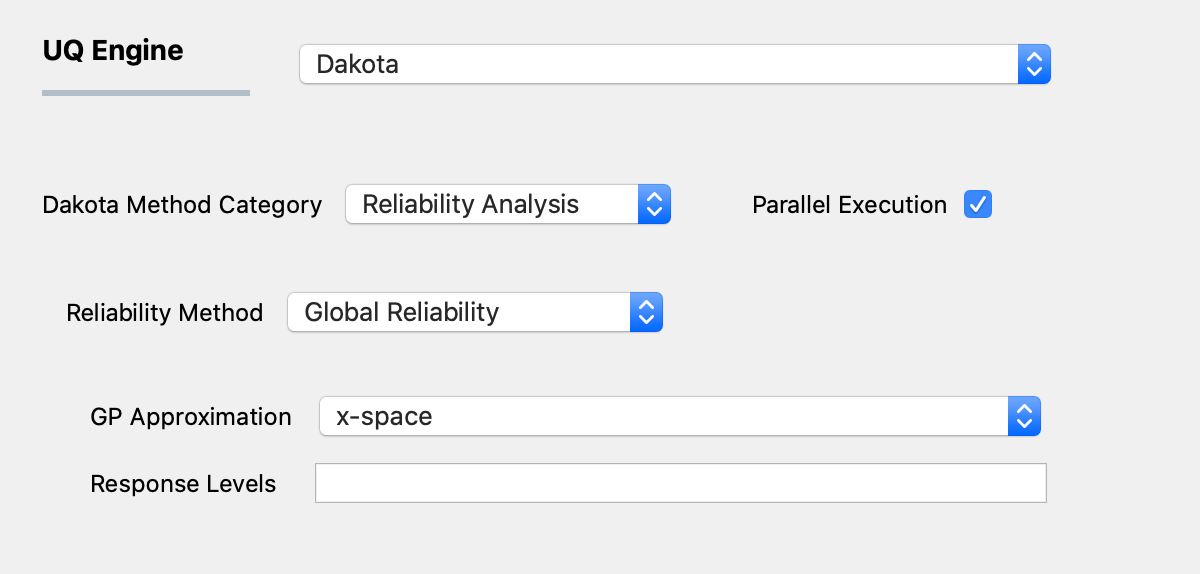 UQ Engine
Dakota
Dakota Method Category Reliability Analysis Parallel Execution
Reliability Method Global Reliability
GP Approximation x-space
Response Levels